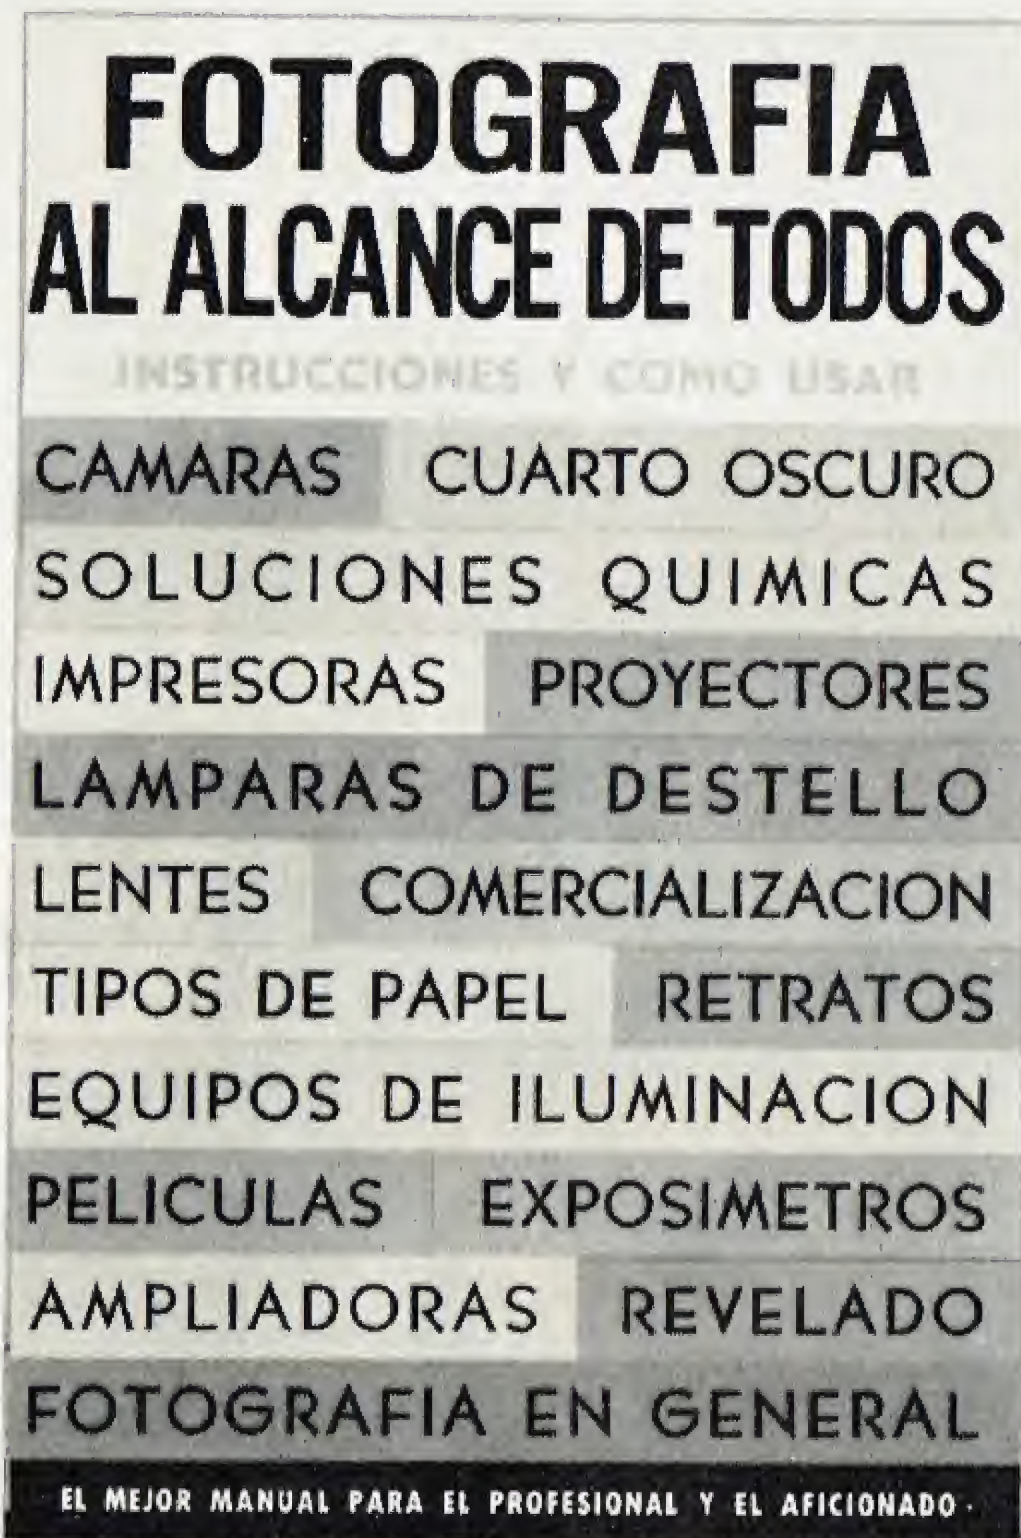 FOTOGRAFIA
AL ALCANCE DE TODOS
INSTRUCCIONES Y COMO USAR
CAMARAS CUARTO OSCURO
SOLUCIONES QUIMICAS
IMPRESORAS PROYECTORES
LAMPARAS DE DESTELLO
LENTES COMERCIALIZACION
TIPOS DE PAPEL RETRATOS
EQUIPOS DE ILUMINACION
PELICULAS EXPOSIMETROS
AMPLIADORAS REVELADO
FOTOGRAFIA EN GENERAL
EL MEJOR MANUAL PARA EL PROFESIONAL Y EL AFICIONADO.